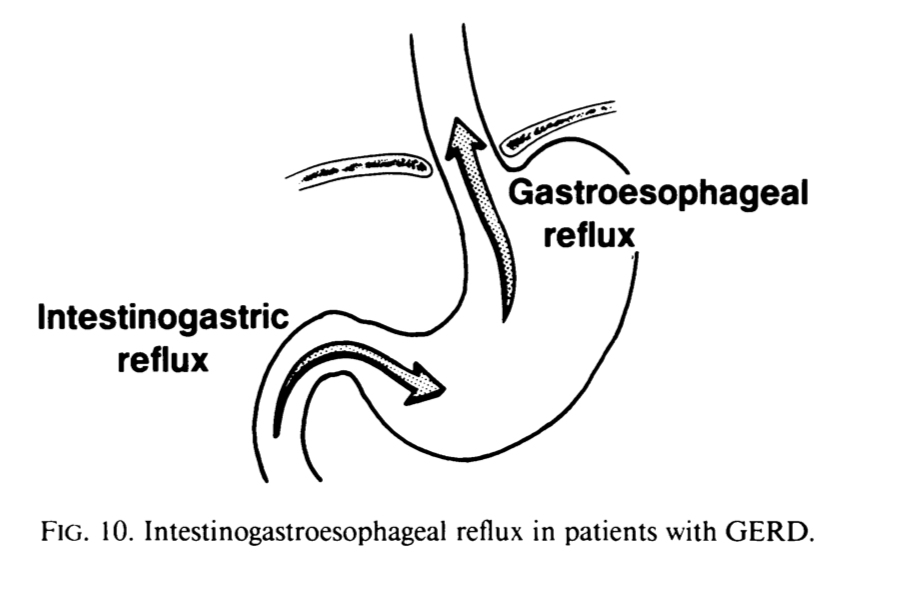 Gastroesophageal
reflux
Intestinogastric
reflux
FIG. 10. Intestinogastroesophageal reflux in patients with GERD.